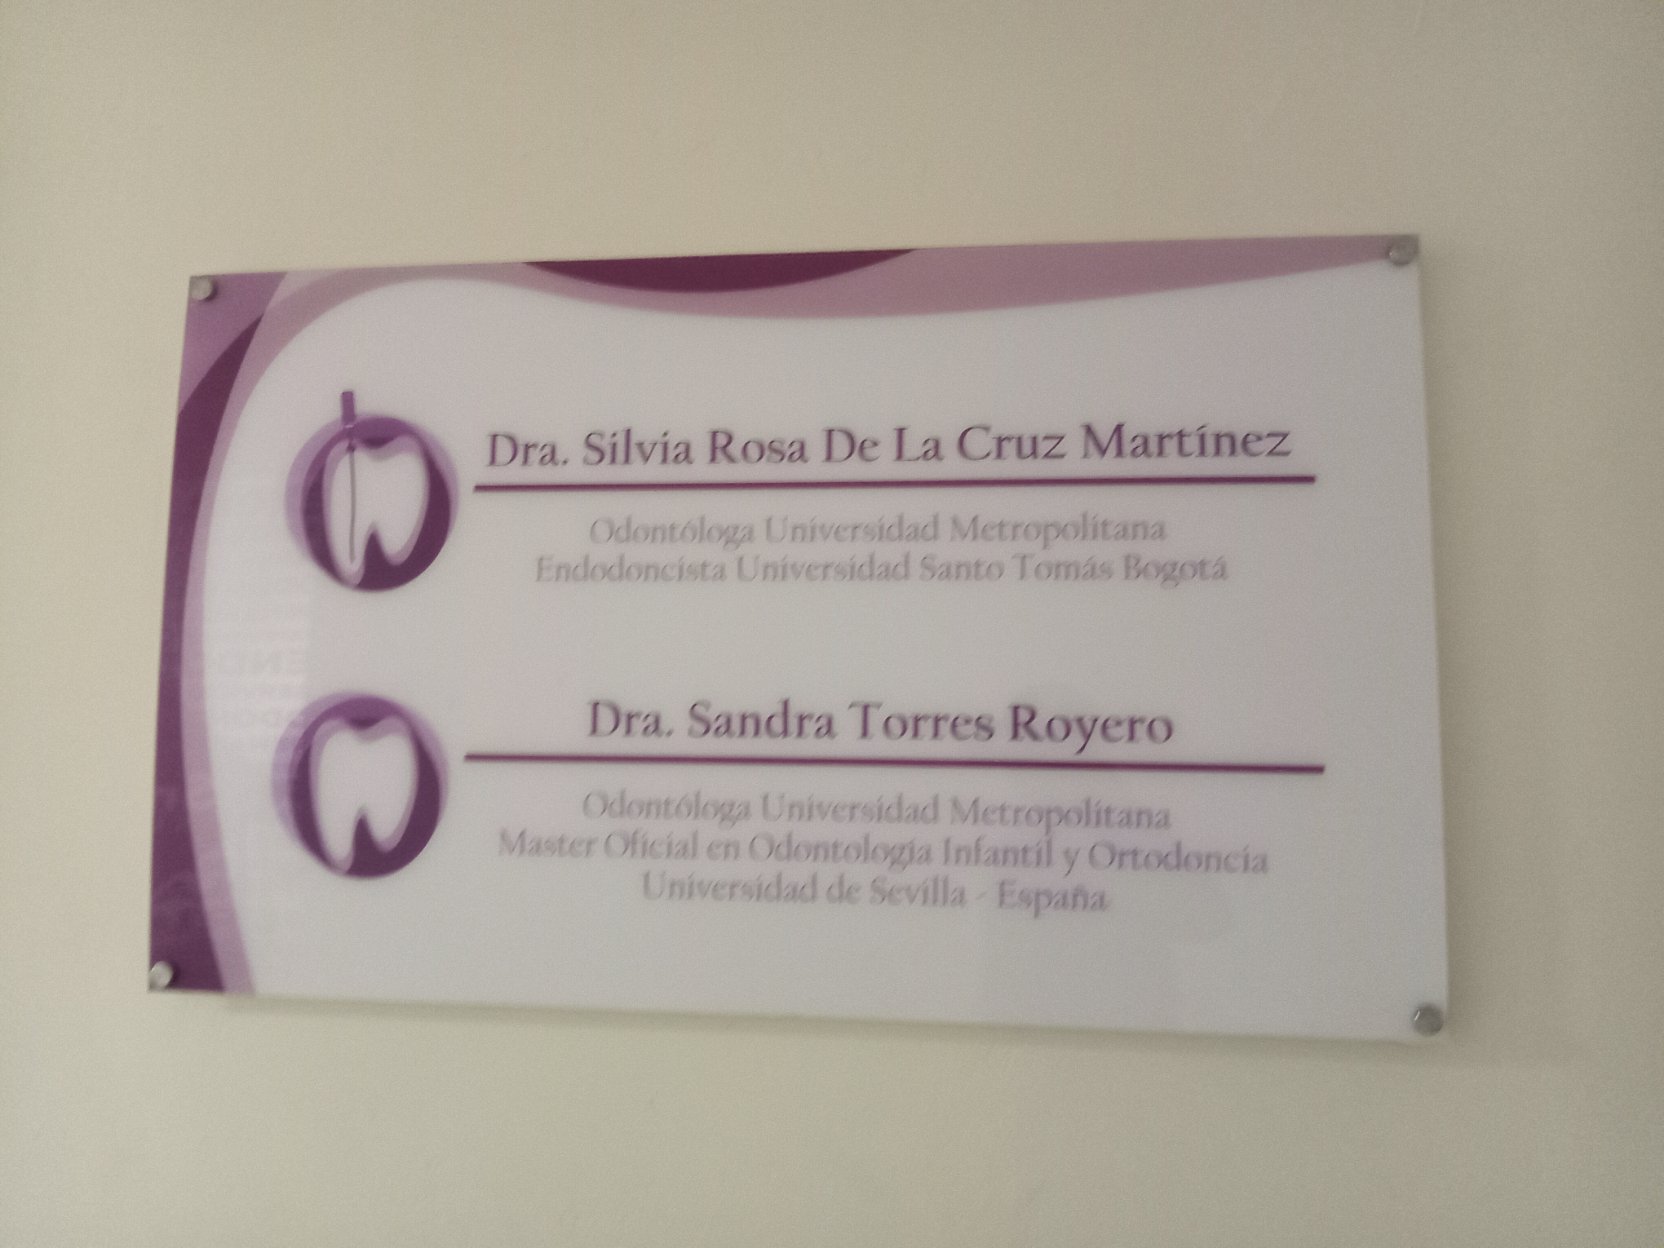 Dra. Silvia Rosa De La Cruz Martínez
Odontóloga Universidad Metropolitana
Endodoncista Universidad Santo Tomás Bogotá
Dra. Sandra Torres Royero
Odontóloga Universidad Metropolitana
Master Oficial en Odontologia Infantil y Ortodoncia
Universidad de Sevilla - España